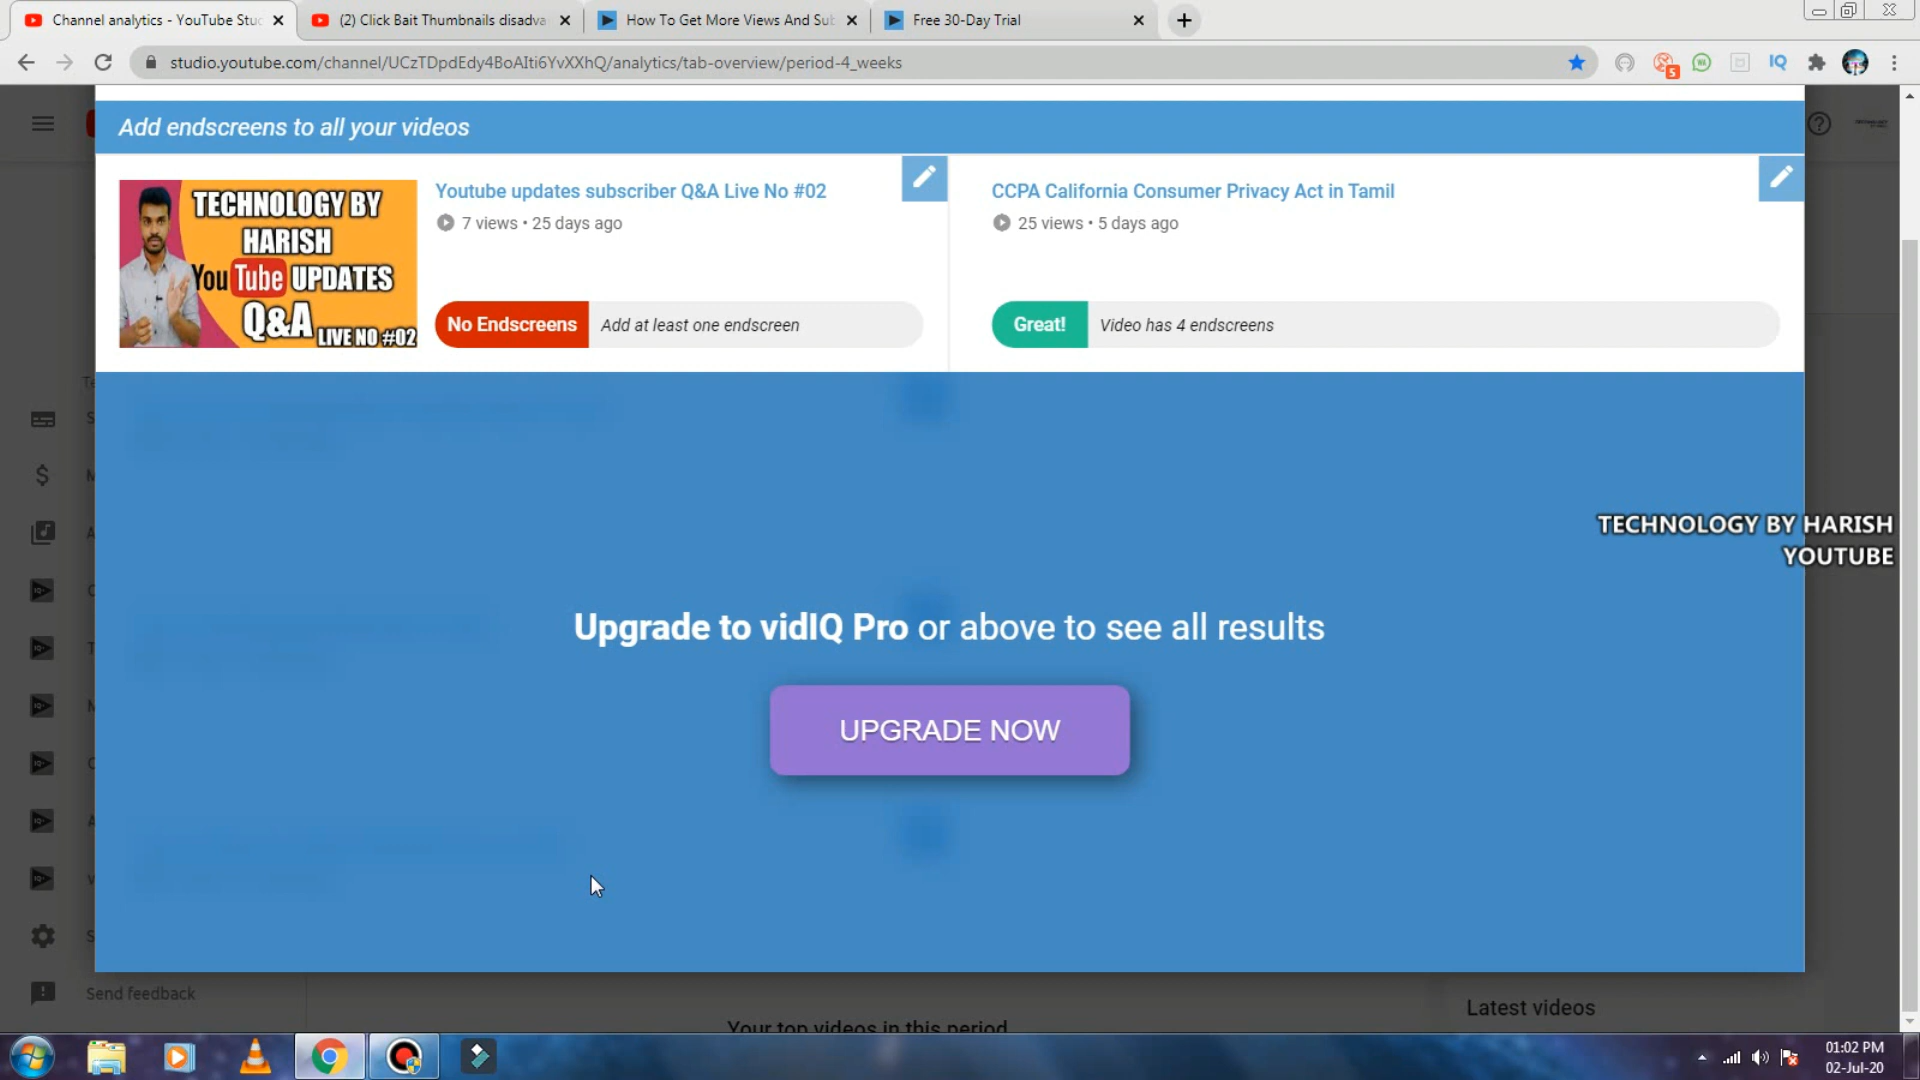 Channel analytics - YouTube Stu
(2) Click Bait Thumbnails disadva
How To Get More Views And Sub
Free 30-Day Trial
studio.youtube.com/channel/UCzTDpdEdy4BoAIti6YvXXhQ/analytics/tab-overview/period-4_weeks
5
IQ
Add endscreens to all your videos
TECHNOLOGY BY
HARISH
YouTube UPDATES
Q&A LIVE NO #02
Youtube updates subscriber Q&A Live No #02
7 views • 25 days ago
No Endscreens Add at least one endscreen
CCPA California Consumer Privacy Act in Tamil
25 views • 5 days ago
Great! Video has 4 endscreens
TECHNOLOGY BY HARISH
YOUTUBE
Upgrade to vidIQ Pro or above to see all results
UPGRADE NOW
Send feedback
Your top videos in this period
Latest videos
01:02 PM
02-Jul-20